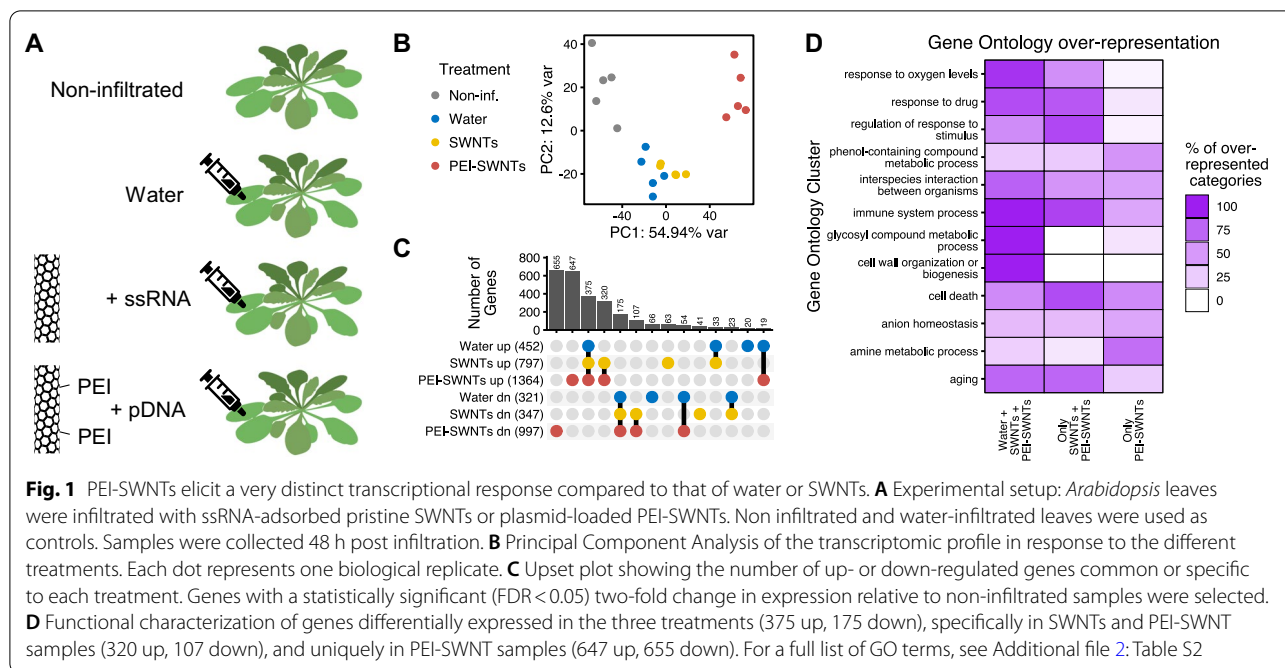 A
Non-infiltrated
Water
+ ssRNA
PEI
+ pDNA
PEI
B
Treatment
Non-inf.
Water
SWNTs
PEI-SWNTs
PC2: 12.6% var
40
20
0
-20
-40
0
40
PC1: 54.94% var
C
Number of
Genes
800
600
400
200
0
655
647
375
320
175
107
66
63
54
41
33
23
20
19
Water up (452)
SWNTs up (797)
PEI-SWNTs up (1364)
Water dn (321)
SWNTs dn (347)
PEI-SWNTs dn (997)
D
Gene Ontology over-representation
Gene Ontology Cluster
response to oxygen levels
response to drug
regulation of response to
stimulus
phenol-containing compound
metabolic process
interspecies interaction
between organisms
immune system process
glycosyl compound metabolic
process
cell wall organization or
biogenesis
cell death
anion homeostasis
amine metabolic process
aging
Water +
SWNTs +
PEI-SWNTs
Only
SWNTs +
PEI-SWNTs
Only
PEI-SWNTs
% of over-
represented
categories
100
75
50
25
0
Fig. 1 PEI-SWNTs elicit a very distinct transcriptional response compared to that of water or SWNTs. A Experimental setup: Arabidopsis leaves
were infiltrated with ssRNA-adsorbed pristine SWNTs or plasmid-loaded PEI-SWNTs. Non infiltrated and water-infiltrated leaves were used as
controls. Samples were collected 48 h post infiltration. B Principal Component Analysis of the transcriptomic profile in response to the different
treatments. Each dot represents one biological replicate. C Upset plot showing the number of up- or down-regulated genes common or specific
to each treatment. Genes with a statistically significant (FDR < 0.05) two-fold change in expression relative to non-infiltrated samples were selected.
D Functional characterization of genes differentially expressed in the three treatments (375 up, 175 down), specifically in SWNTs and PEI-SWNT
samples (320 up, 107 down), and uniquely in PEI-SWNT samples (647 up, 655 down). For a full list of GO terms, see Additional file 2: Table S2